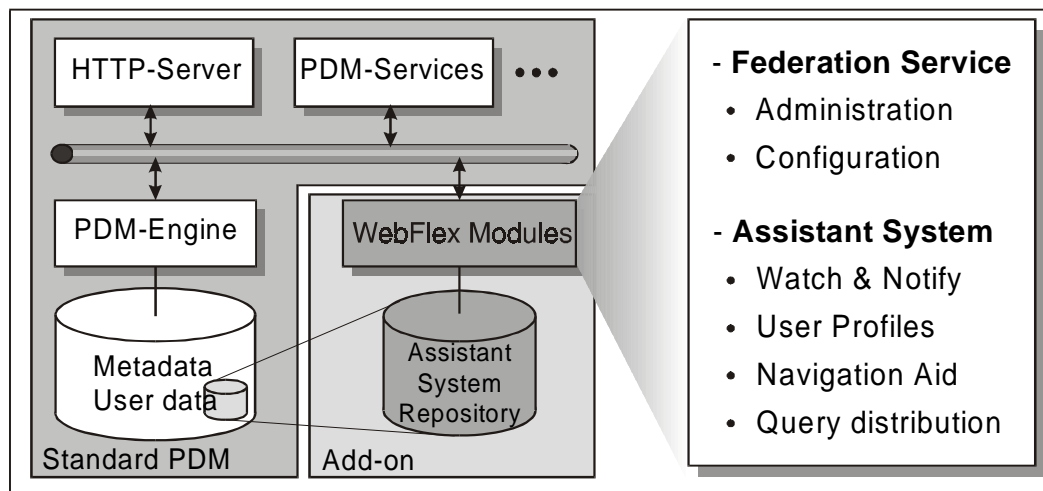 HTTP-Server
PDM-Services
PDM-Engine
WebFlex Modules
Metadata
User data
Assistant
System
Repository
Standard PDM
Add-on
- Federation Service
• Administration
• Configuration
- Assistant System
• Watch & Notify
• User Profiles
• Navigation Aid
• Query distribution